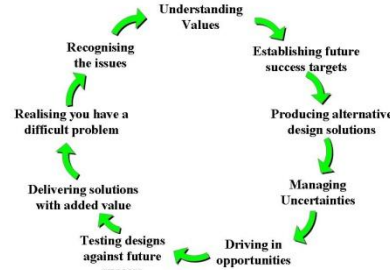 Understanding
Values
Establishing future
success targets
Producing alternative
design solutions
Managing
Uncertainties
Driving in
opportunities
Testing designs
against future
Delivering solutions
with added value
Realising you have a
difficult problem
Recognising
the issues